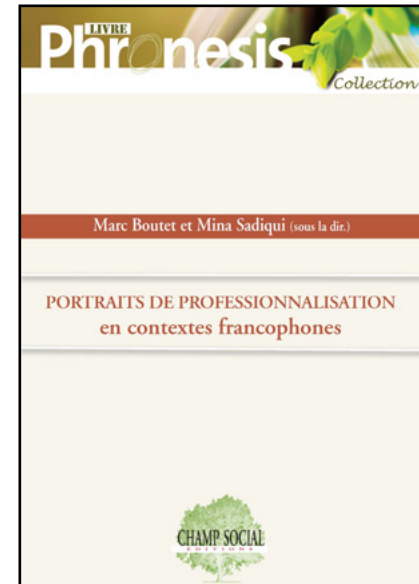 LIVRE
Phronesis
Collection
Marc Boutet et Mina Sadiqui (sous la dir.)
PORTRAITS DE PROFESSIONNALISATION
en contextes francophones
CHAMP SOCIAL
EDITIONS